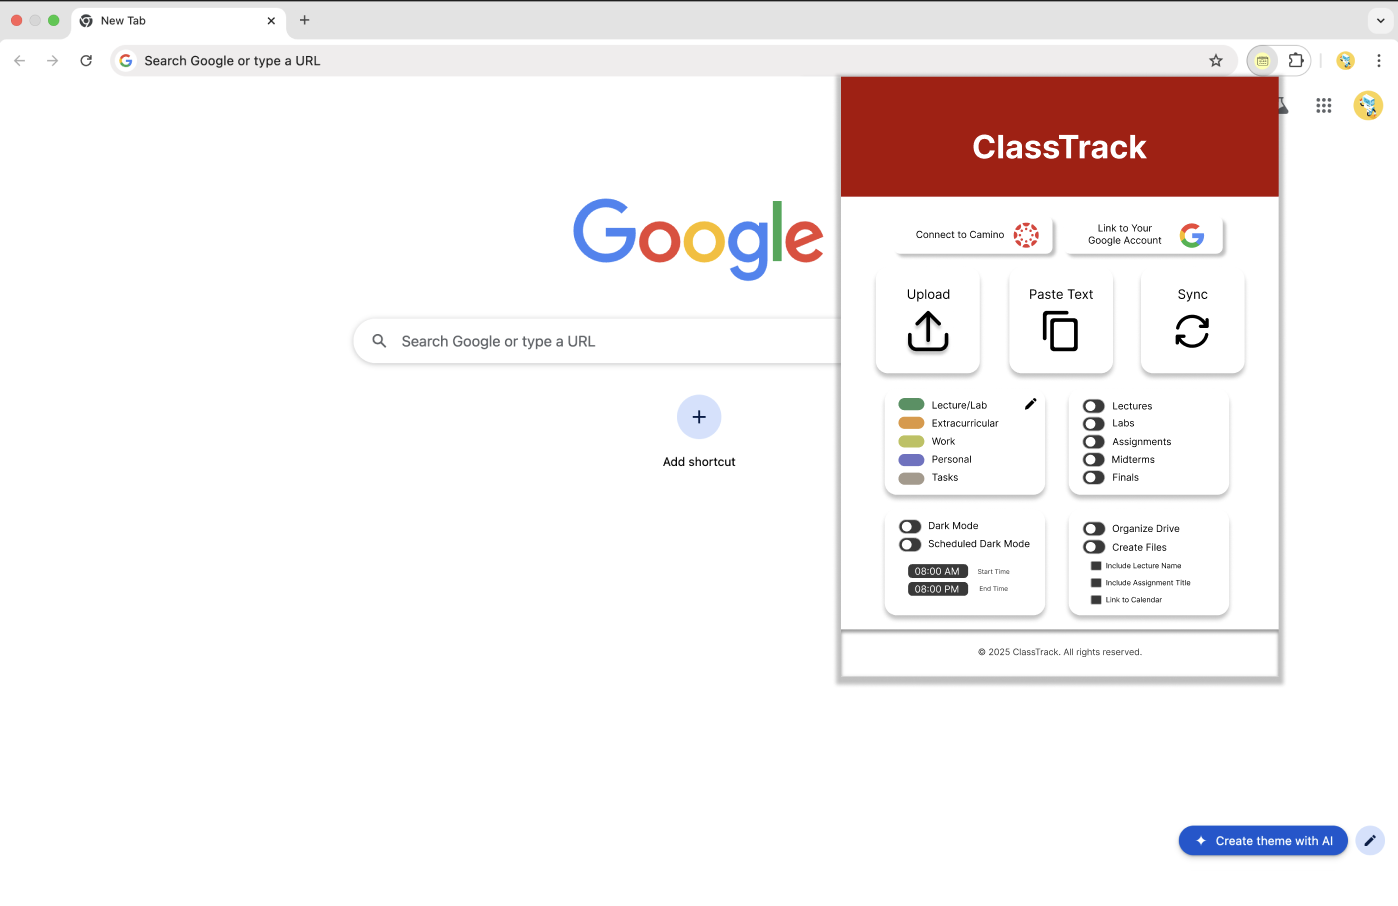 New Tab
Search Google or type a URL
ClassTrack
Google
Connect to Camino
Link to Your
Google Account
Upload
Paste Text
Sync
Search Google or type a URL
Add shortcut
Lecture/Lab
Extracurricular
Work
Personal
Tasks
Lectures
Labs
Assignments
Midterms
Finals
Dark Mode
Scheduled Dark Mode
08:00 AM Start Time
08:00 PM End Time
Organize Drive
Create Files
Include Lecture Name
Include Assignment Title
Link to Calendar
© 2025 ClassTrack. All rights reserved.
Create theme with AI